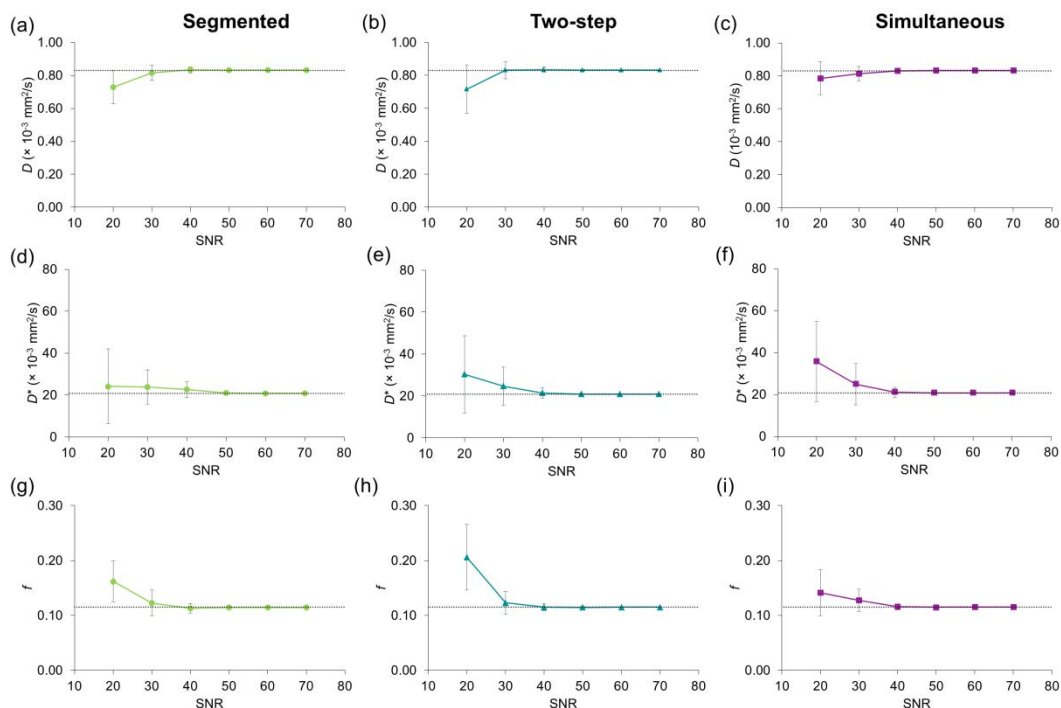 Segmented
Two-step
Simultaneous
(a)
1.00
0.80
0.60
0.40
0.20
0.00
D (× 10⁻³ mm²/s)
10 20 30 40 50 60 70 80
SNR
(b)
1.00
0.80
0.60
0.40
0.20
0.00
D (× 10⁻³ mm²/s)
10 20 30 40 50 60 70 80
SNR
(c)
1.00
0.80
0.60
0.40
0.20
0.00
D (10⁻³ mm²/s)
10 20 30 40 50 60 70 80
SNR
(d)
80
60
40
20
0
D* (× 10⁻³ mm²/s)
10 20 30 40 50 60 70 80
SNR
(e)
80
60
40
20
0
D* (× 10⁻³ mm²/s)
10 20 30 40 50 60 70 80
SNR
(f)
80
60
40
20
0
D* (× 10⁻³ mm²/s)
10 20 30 40 50 60 70 80
SNR
(g)
0.30
0.20
0.10
0.00
f
10 20 30 40 50 60 70 80
SNR
(h)
0.30
0.20
0.10
0.00
f
10 20 30 40 50 60 70 80
SNR
(i)
0.30
0.20
0.10
0.00
f
10 20 30 40 50 60 70 80
SNR